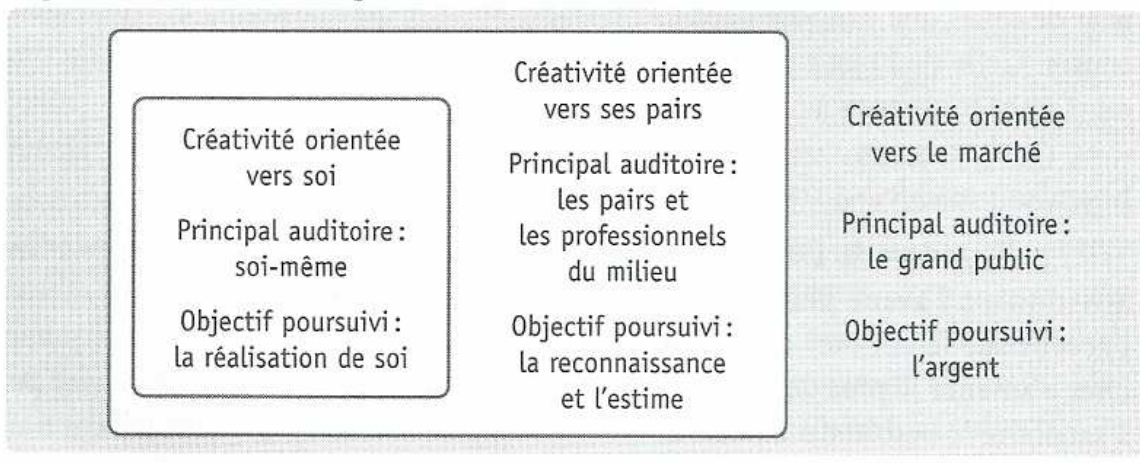 Créativité orientée
vers soi
Principal auditoire :
soi-même
Objectif poursuivi :
la réalisation de soi
Créativité orientée
vers ses pairs
Principal auditoire :
les pairs et
les professionnels
du milieu
Objectif poursuivi :
la reconnaissance
et l'estime
Créativité orientée
vers le marché
Principal auditoire :
le grand public
Objectif poursuivi :
l'argent